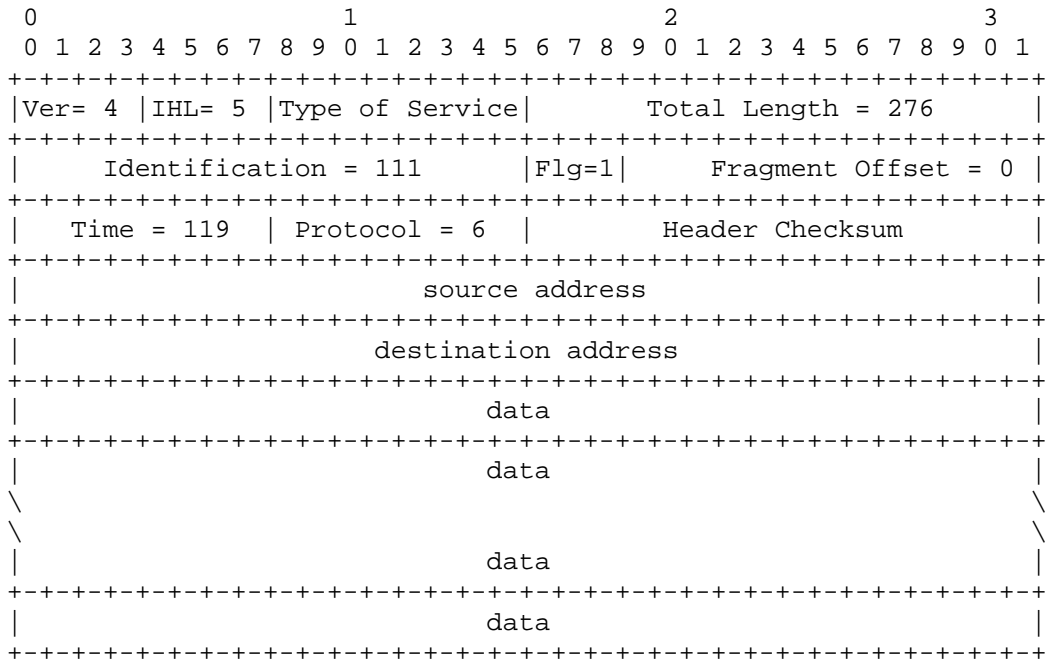 0                   1                   2                   3
 0 1 2 3 4 5 6 7 8 9 0 1 2 3 4 5 6 7 8 9 0 1 2 3 4 5 6 7 8 9 0 1
+-+-+-+-+-+-+-+-+-+-+-+-+-+-+-+-+-+-+-+-+-+-+-+-+-+-+-+-+-+-+-+-+
|Ver= 4 |IHL= 5 |Type of Service|        Total Length = 276     |
+-+-+-+-+-+-+-+-+-+-+-+-+-+-+-+-+-+-+-+-+-+-+-+-+-+-+-+-+-+-+-+-+
|     Identification = 111      |Flg=1|     Fragment Offset = 0 |
+-+-+-+-+-+-+-+-+-+-+-+-+-+-+-+-+-+-+-+-+-+-+-+-+-+-+-+-+-+-+-+-+
|   Time = 119  | Protocol = 6  |        Header Checksum        |
+-+-+-+-+-+-+-+-+-+-+-+-+-+-+-+-+-+-+-+-+-+-+-+-+-+-+-+-+-+-+-+-+
|                         source address                        |
+-+-+-+-+-+-+-+-+-+-+-+-+-+-+-+-+-+-+-+-+-+-+-+-+-+-+-+-+-+-+-+-+
|                      destination address                      |
+-+-+-+-+-+-+-+-+-+-+-+-+-+-+-+-+-+-+-+-+-+-+-+-+-+-+-+-+-+-+-+-+
|                             data                              |
+-+-+-+-+-+-+-+-+-+-+-+-+-+-+-+-+-+-+-+-+-+-+-+-+-+-+-+-+-+-+-+-+
|                             data                              |
\                                                               \
\                                                               \
|                             data                              |
+-+-+-+-+-+-+-+-+-+-+-+-+-+-+-+-+-+-+-+-+-+-+-+-+-+-+-+-+-+-+-+-+
|                             data                              |
+-+-+-+-+-+-+-+-+-+-+-+-+-+-+-+-+-+-+-+-+-+-+-+-+-+-+-+-+-+-+-+-+